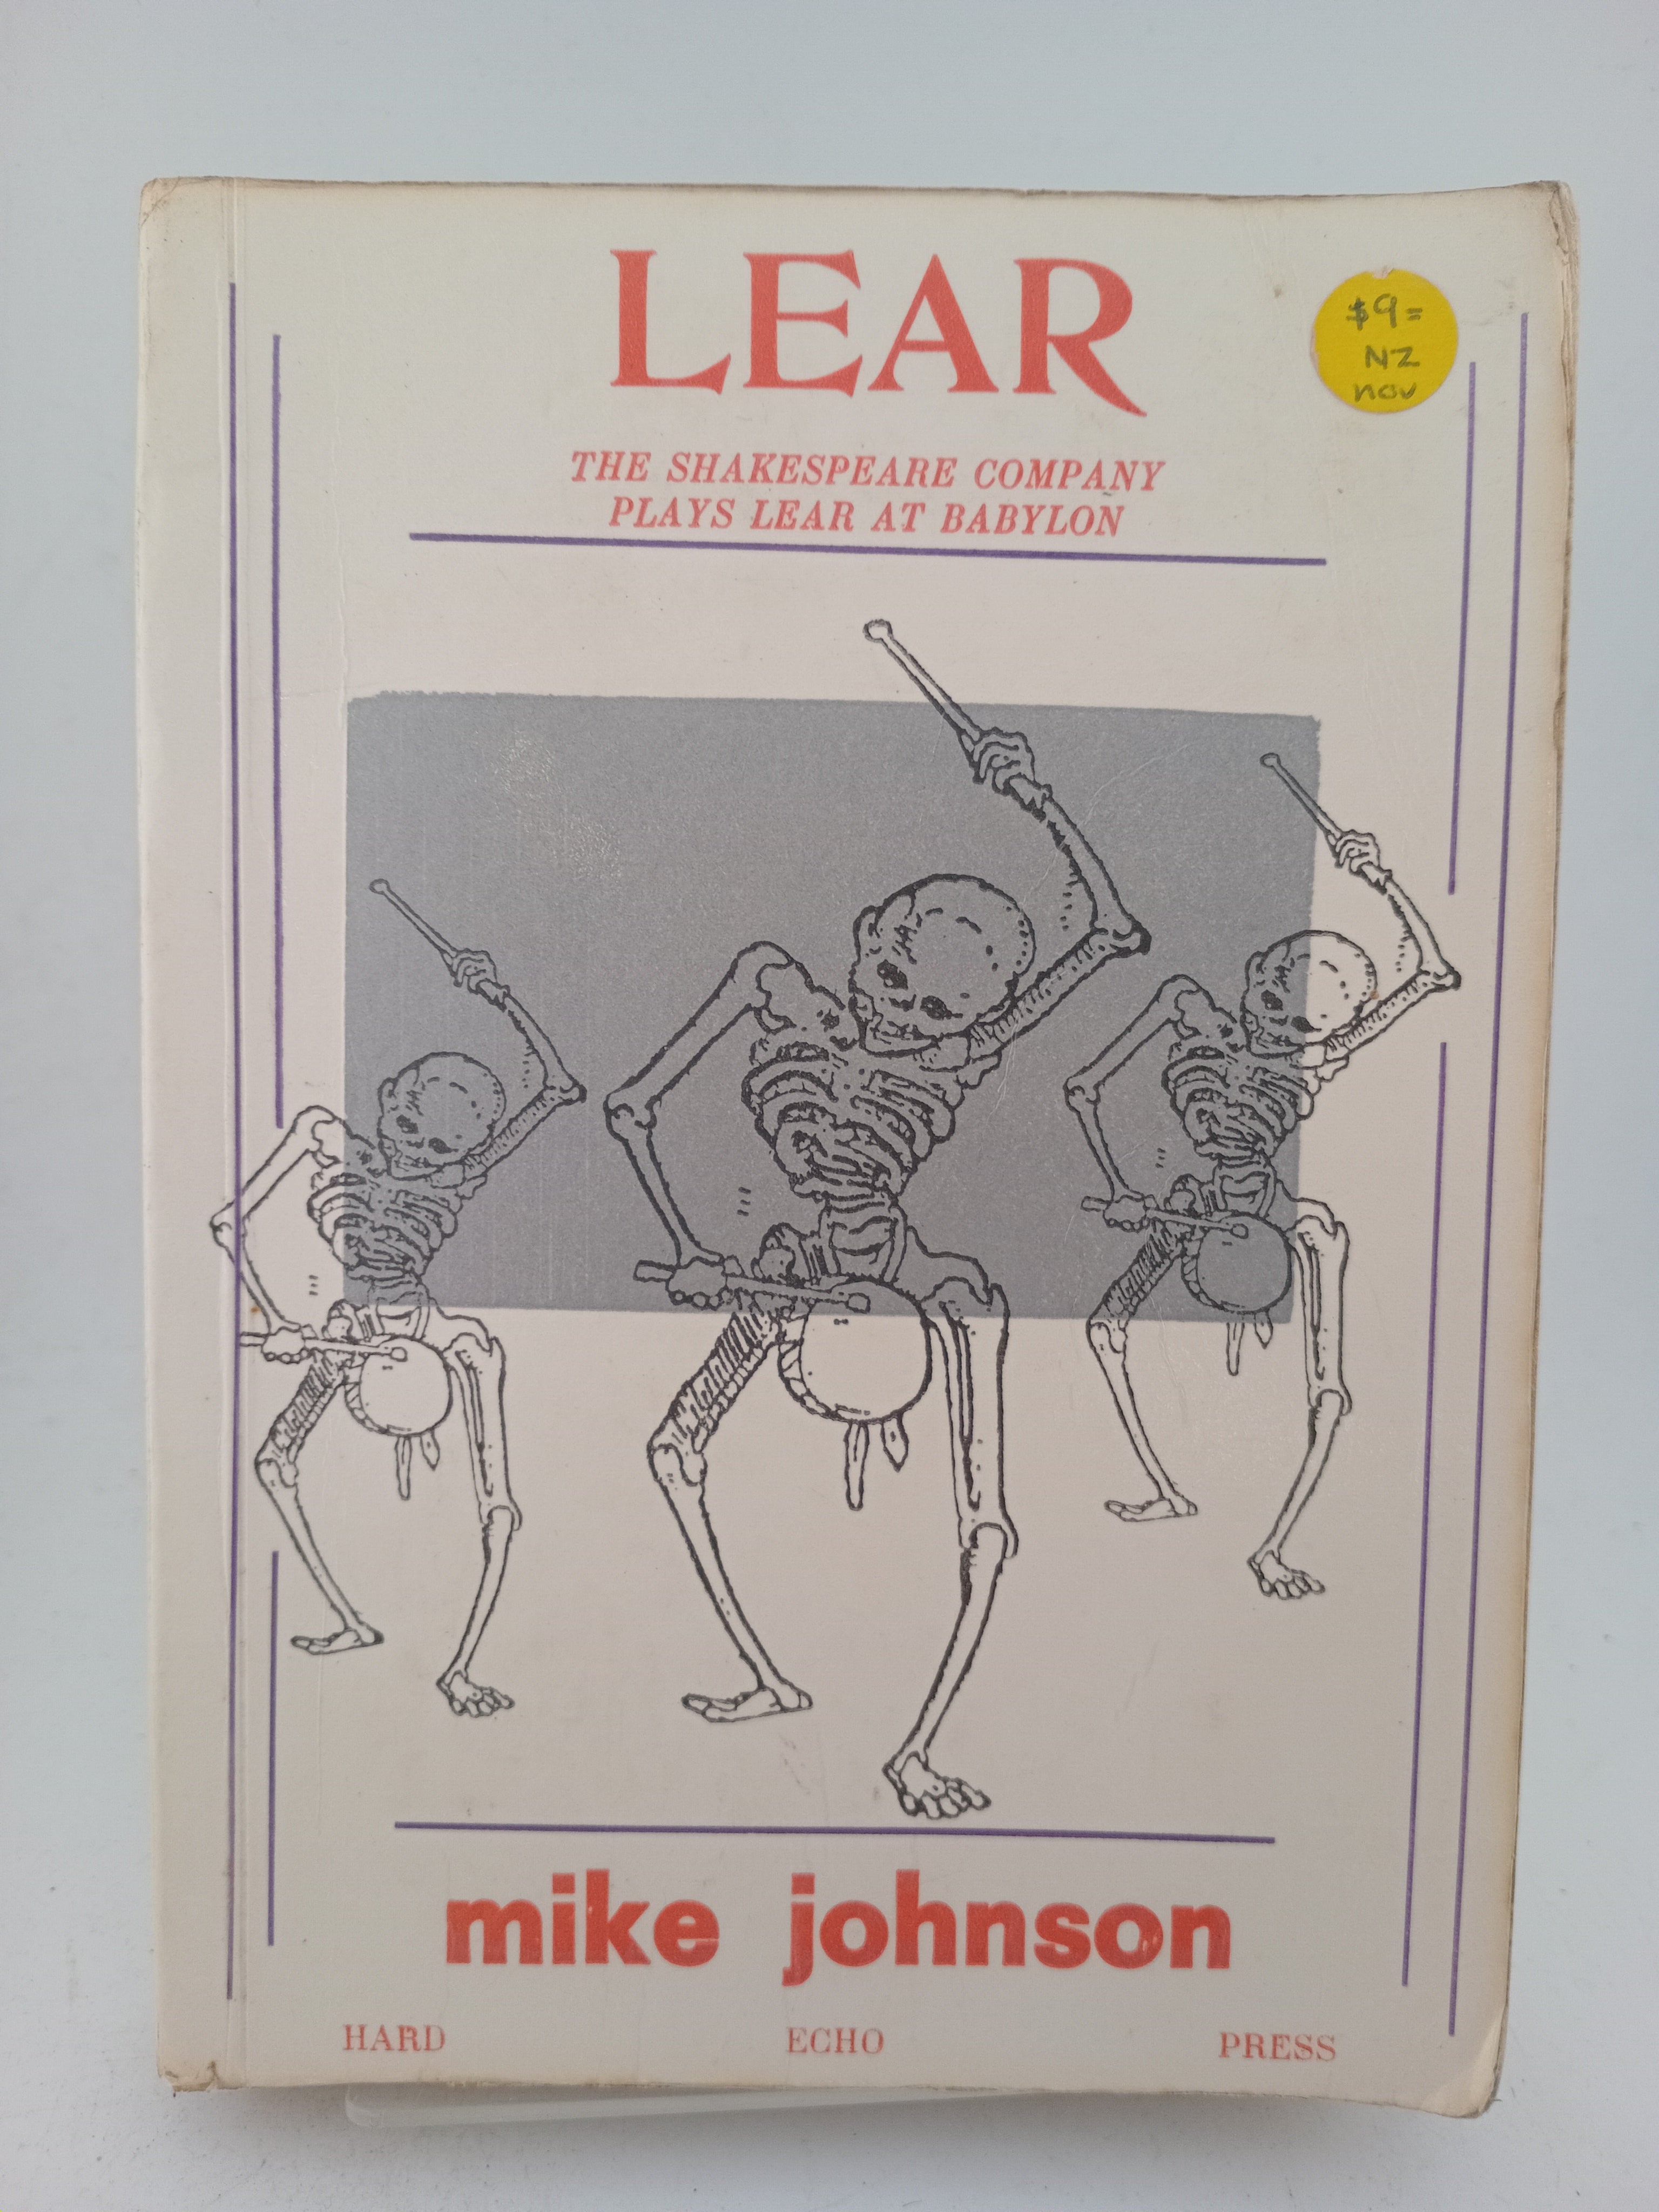 LEAR
$9=
NZ
nov
THE SHAKESPEARE COMPANY
PLAYS LEAR AT BABYLON
mike johnson
HARD ECHO PRESS